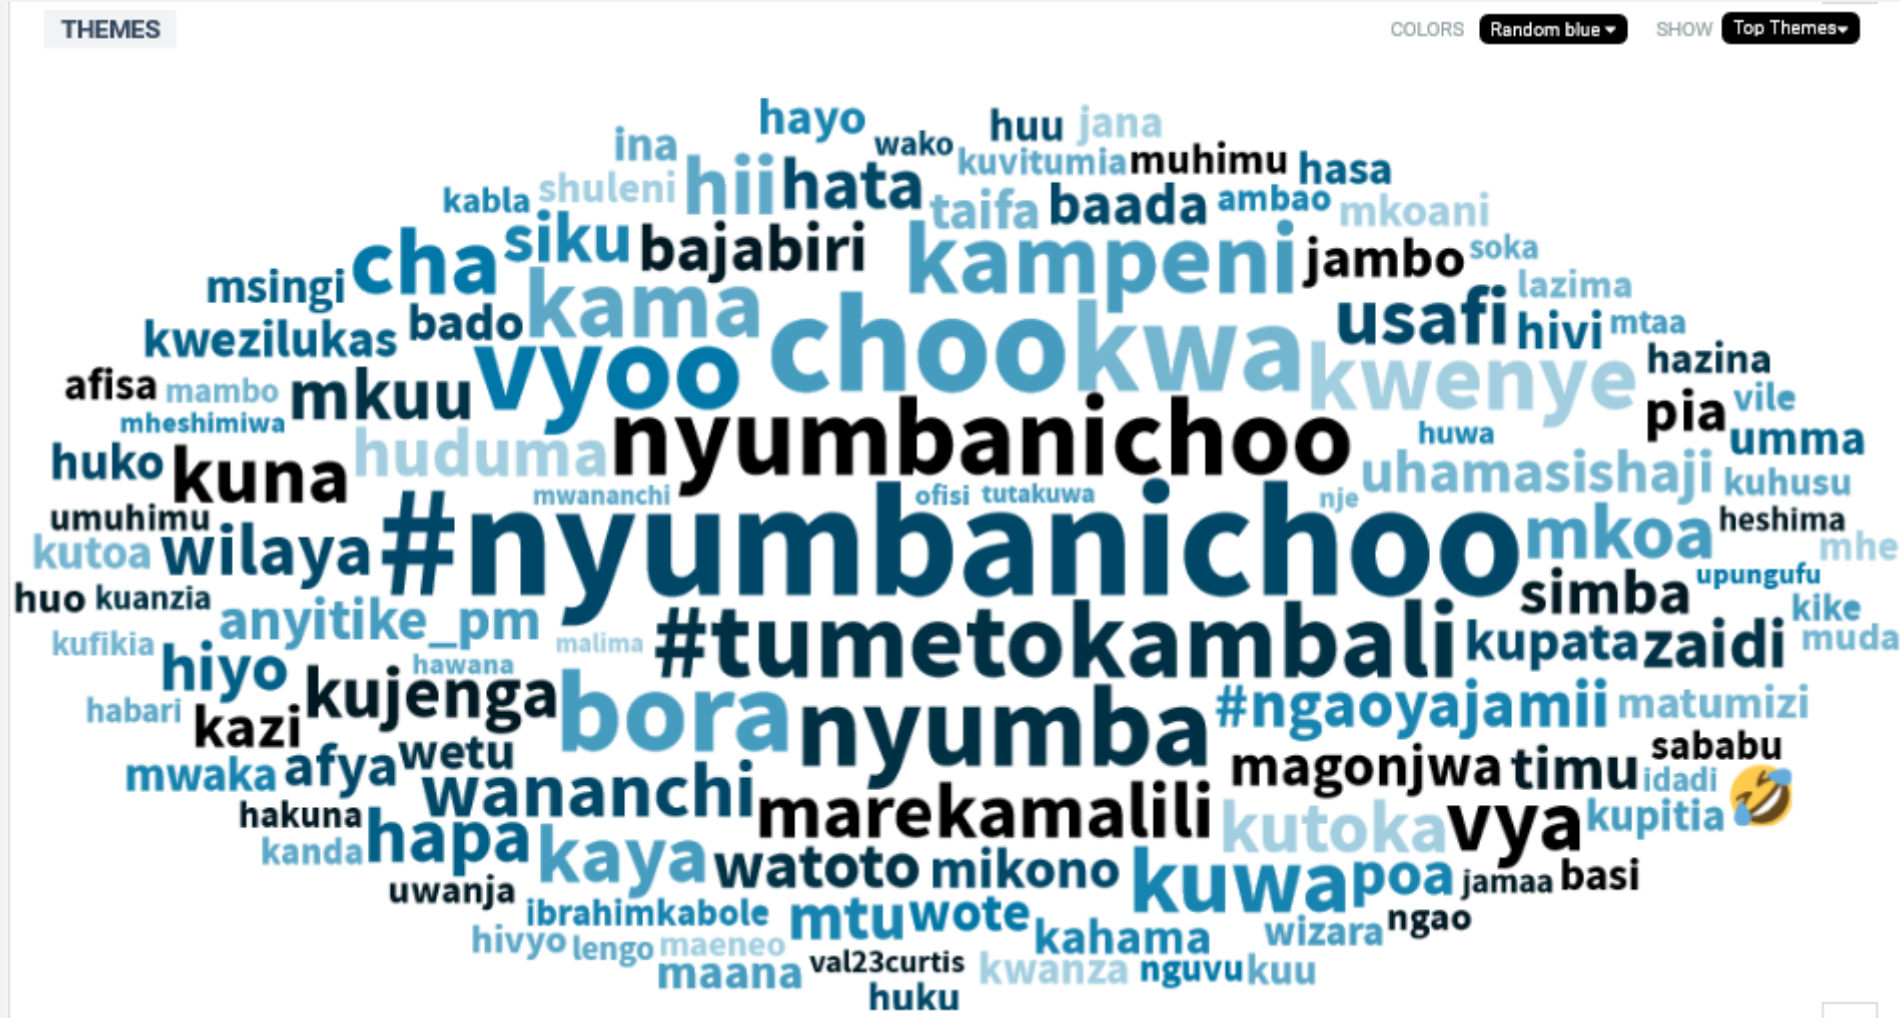 THEMES COLORS Random blue SHOW Top Themes
hayo huu jana
ina wako kuvitumia muhimu hasa
kabla shuleni hii hata taifa baada ambao mkoani
cha siku bajabiri kampeni jambo soka
msingi kama lazima
kwezilukas bado chookwa usafi hivi mtaa
afisa mambo mkuu vyoo kwenye hazina
mheshimiwa pia vile
huko kuna huduma nyumbanichoo huwa umma
mwananchi ofisi tutakuwa nje uhamasishaji kuhusu
umuhimu heshima
kutoa wilaya #nyumbanichoo mkoa mhe
huo kuanzia simba upungufu
anyitike_pm kike
kufikia malima #tumetokambali kupata zaidi muda
hiyo hawana
habari kazi kujenga bora nyumba #ngaoyajamii matumizi
wetu sababu
mwaka afya magonjwa timu idadi 🤣
hakuna wananchi marekamalili kutoka vya kupitia
kanda hapa kaya watoto mikono kuwa poa jamaa basi
uwanja
ibrahimkabole mtu wote ngao
hivyo lengo maeneo kahama wizara
maana val23curtis kwanza nguvu kuu
huku